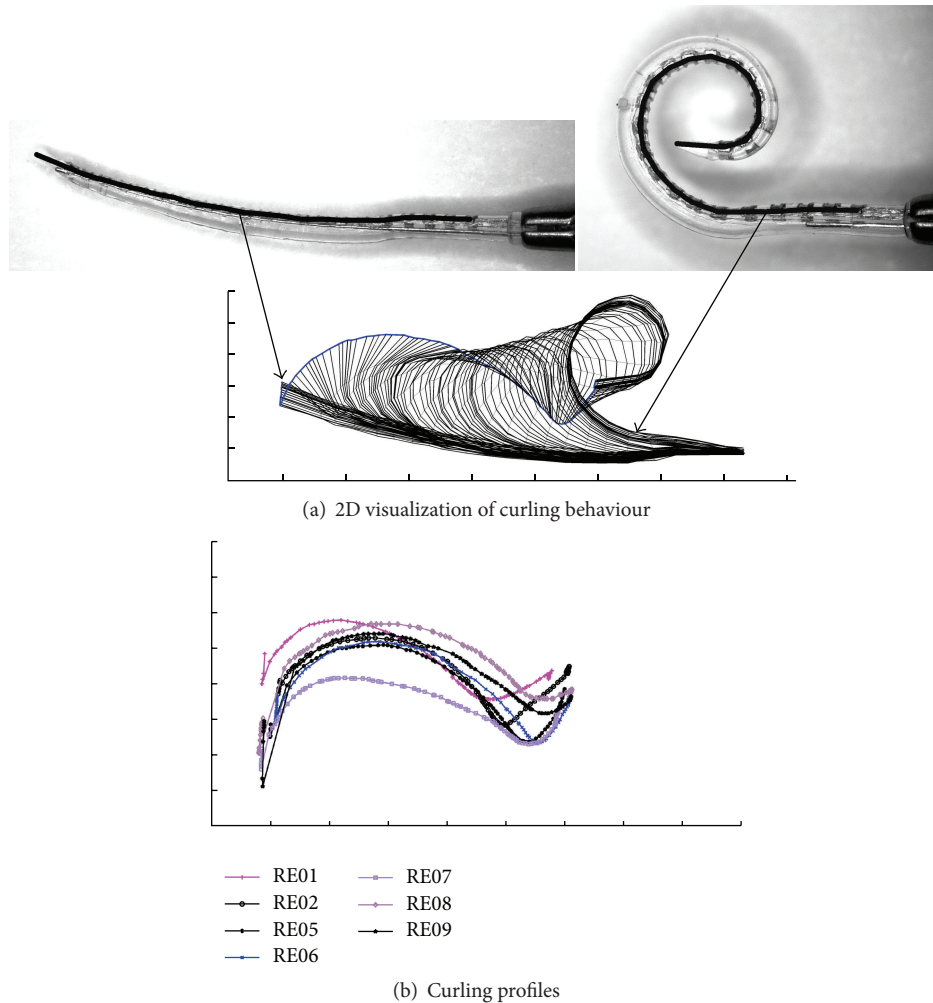 (a) 2D visualization of curling behaviour
RE01
RE02
RE05
RE06
RE07
RE08
RE09
(b) Curling profiles